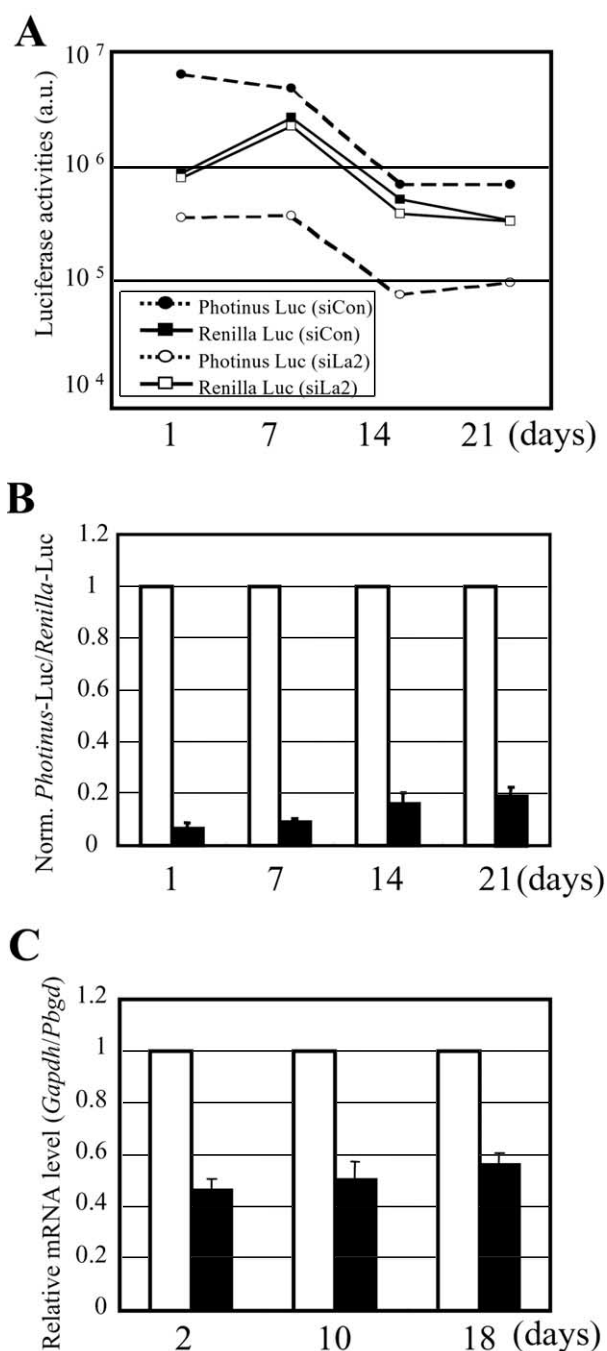 A
Luciferase activities (a.u.)
10^7
10^6
10^5
10^4
Photinus Luc (siCon)
Renilla Luc (siCon)
Photinus Luc (siLa2)
Renilla Luc (siLa2)
1 7 14 21 (days)
B
Norm. Photinus-Luc/Renilla-Luc
1.2
1
0.8
0.6
0.4
0.2
0
1 7 14 21 (days)
C
Relative mRNA level (Gapdh/Pbgd)
1.2
1
0.8
0.6
0.4
0.2
0
2 10 18 (days)